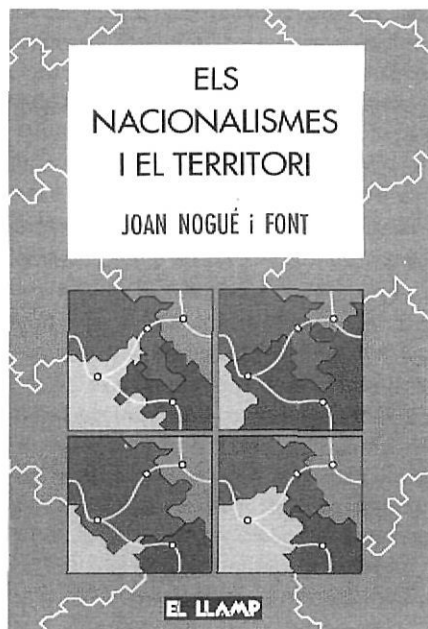 ELS
NACIONALISMES
I EL TERRITORI
JOAN NOGUÉ i FONT
EL LLAMP